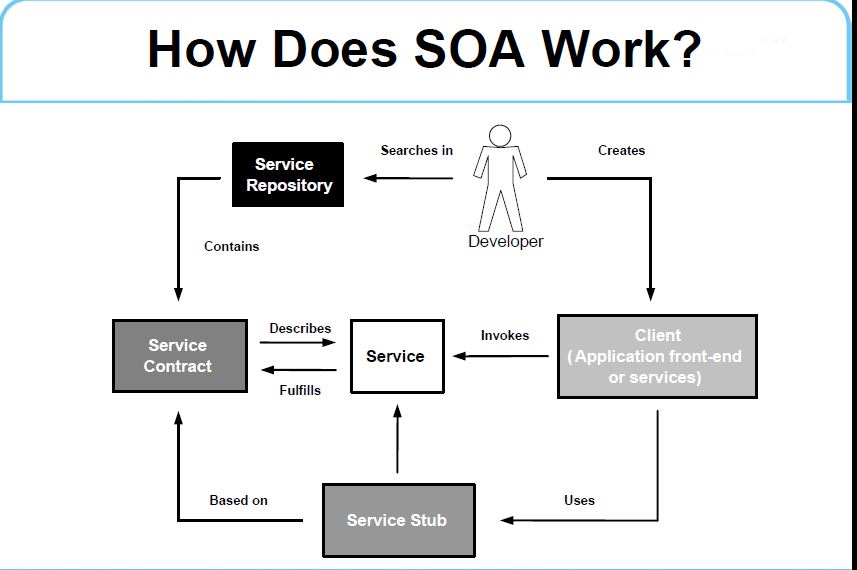 How Does SOA Work?
Searches in
Creates
Service
Repository
Developer
Contains
Describes
Invokes
Service
Contract
Service
Client
(Application front-end
or services)
Fulfills
Based on
Uses
Service Stub